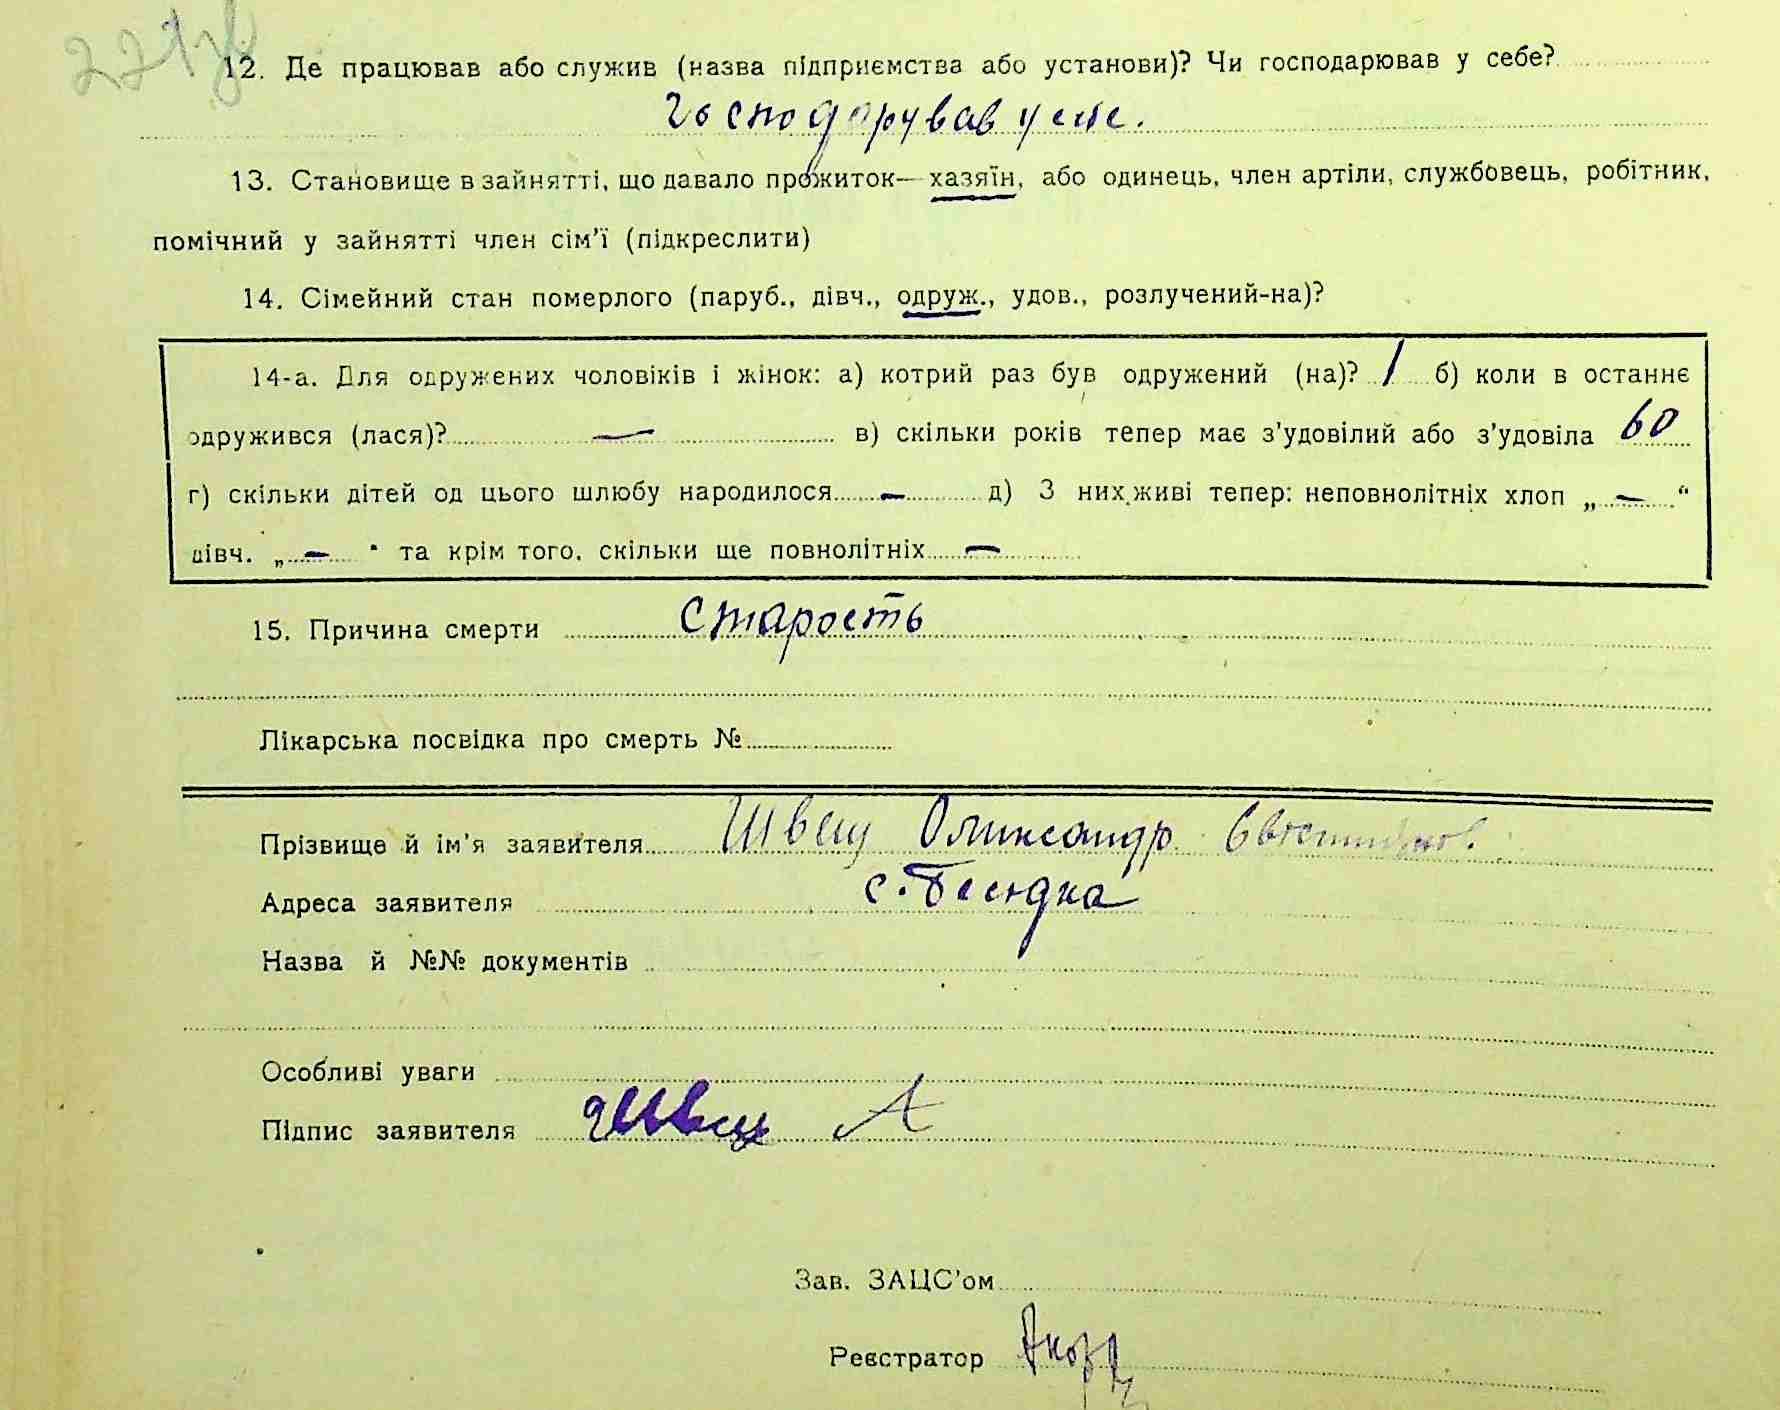 12. Де працював або служив (назва підприємства або установи)? Чи господарював у себе?
Господарував у себе.
13. Становище в зайнятті, що давало прожиток—хазяїн, або одинець, член артіли, службовець, робітник,
помічний у зайнятті член сім'ї (підкреслити)
14. Сімейний стан померлого (паруб., дівч., одруж., удов., розлучений-на)?
14-а. Для одружених чоловіків і жінок: а) котрий раз був одружений (на)? 1 б) коли в останнє
одружився (лася)? — в) скільки років тепер має з'удовілий або з'удовіла 60
г) скільки дітей од цього шлюбу народилося — д) З них живі тепер: неповнолітніх хлоп „ — “
дівч. „ — “ та крім того, скільки ще повнолітніх —
15. Причина смерти старость
Лікарська посвідка про смерть №
Прізвище й ім'я заявителя Швець Олександр
Адреса заявителя с.
Назва й №№ документів
Особливі уваги
Підпис заявителя Швець А
Зав. ЗАЦС'ом
Реєстратор